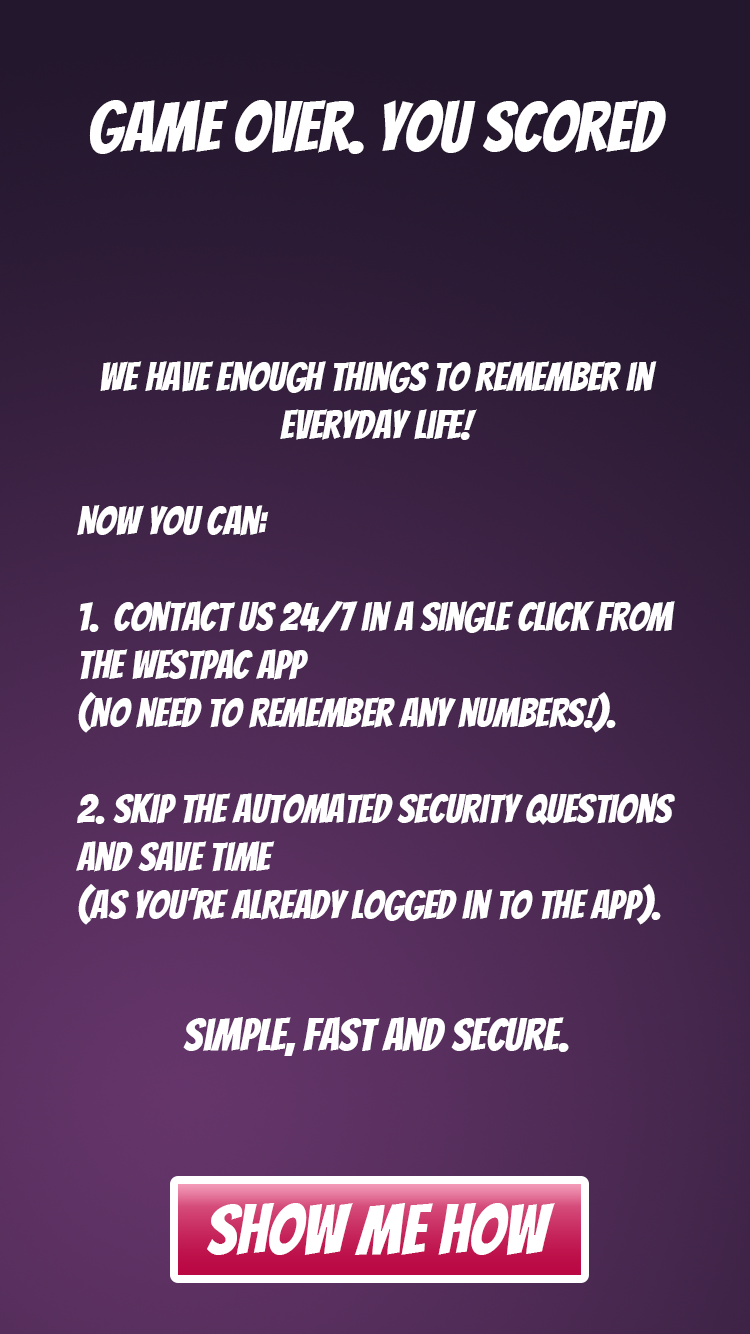 GAME OVER. YOU SCORED
WE HAVE ENOUGH THINGS TO REMEMBER IN
EVERYDAY LIFE!
NOW YOU CAN:
1. CONTACT US 24/7 IN A SINGLE CLICK FROM
THE WESTPAC APP
(NO NEED TO REMEMBER ANY NUMBERS!).
2. SKIP THE AUTOMATED SECURITY QUESTIONS
AND SAVE TIME
(AS YOU'RE ALREADY LOGGED IN TO THE APP).
SIMPLE, FAST AND SECURE.
SHOW ME HOW